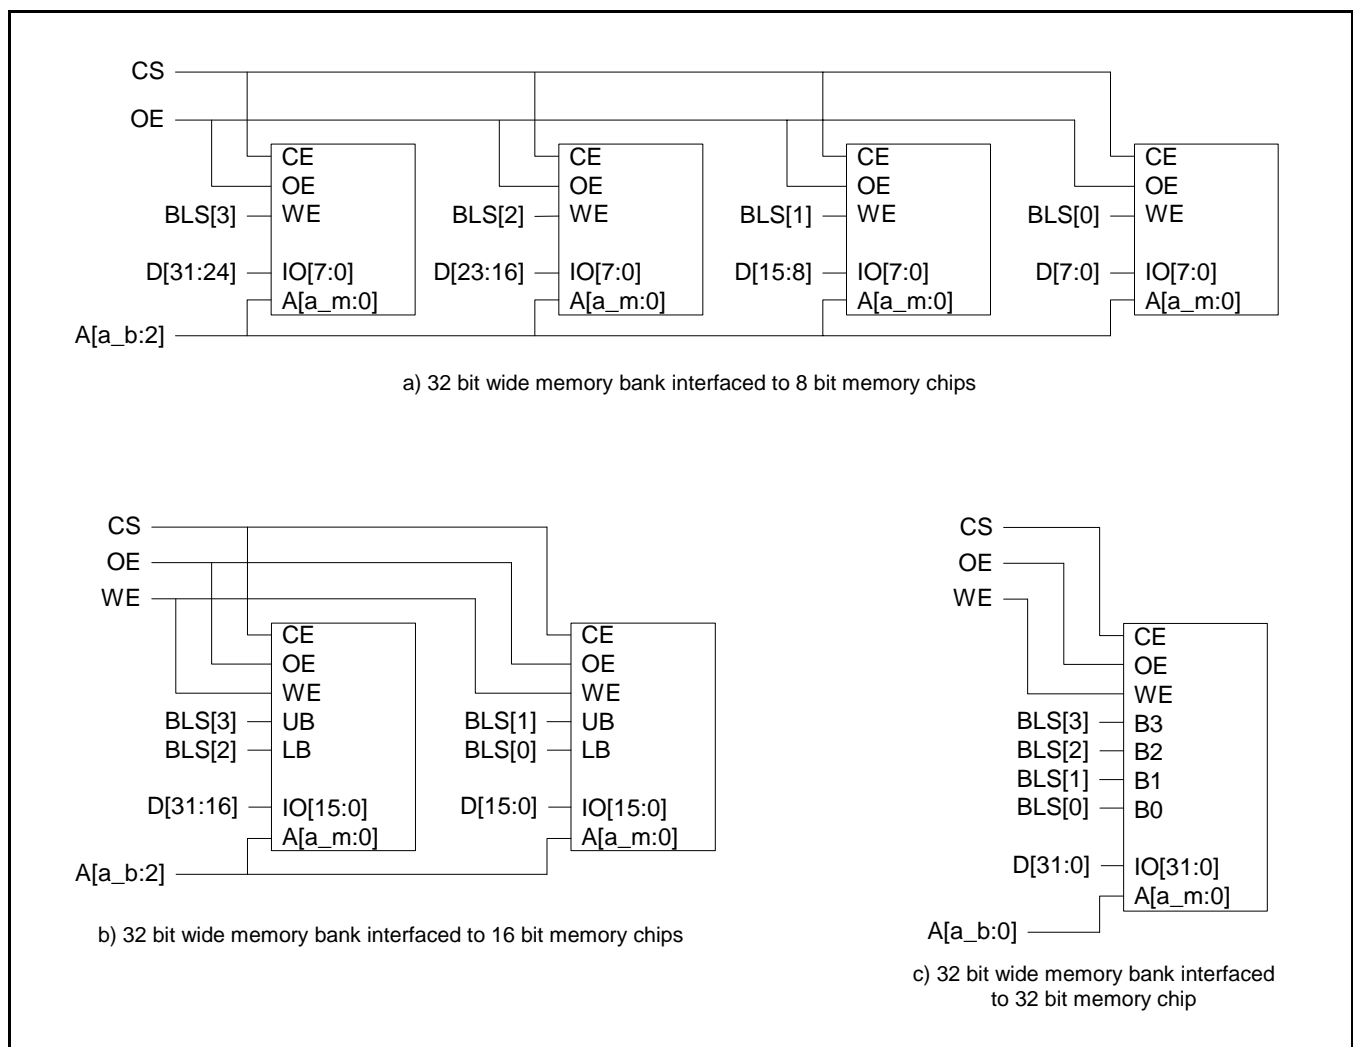 CS
OE
CE
OE
BLS[3] WE
D[31:24] IO[7:0]
A[a_m:0]
CE
OE
BLS[2] WE
D[23:16] IO[7:0]
A[a_m:0]
CE
OE
BLS[1] WE
D[15:8] IO[7:0]
A[a_m:0]
CE
OE
BLS[0] WE
D[7:0] IO[7:0]
A[a_m:0]
A[a_b:2]
a) 32 bit wide memory bank interfaced to 8 bit memory chips
CS
OE
WE
CE
OE
WE
BLS[3] UB
BLS[2] LB
D[31:16] IO[15:0]
A[a_m:0]
CE
OE
WE
BLS[1] UB
BLS[0] LB
D[15:0] IO[15:0]
A[a_m:0]
A[a_b:2]
b) 32 bit wide memory bank interfaced to 16 bit memory chips
CS
OE
WE
CE
OE
WE
BLS[3] B3
BLS[2] B2
BLS[1] B1
BLS[0] B0
D[31:0] IO[31:0]
A[a_m:0]
A[a_b:0]
c) 32 bit wide memory bank interfaced
to 32 bit memory chip